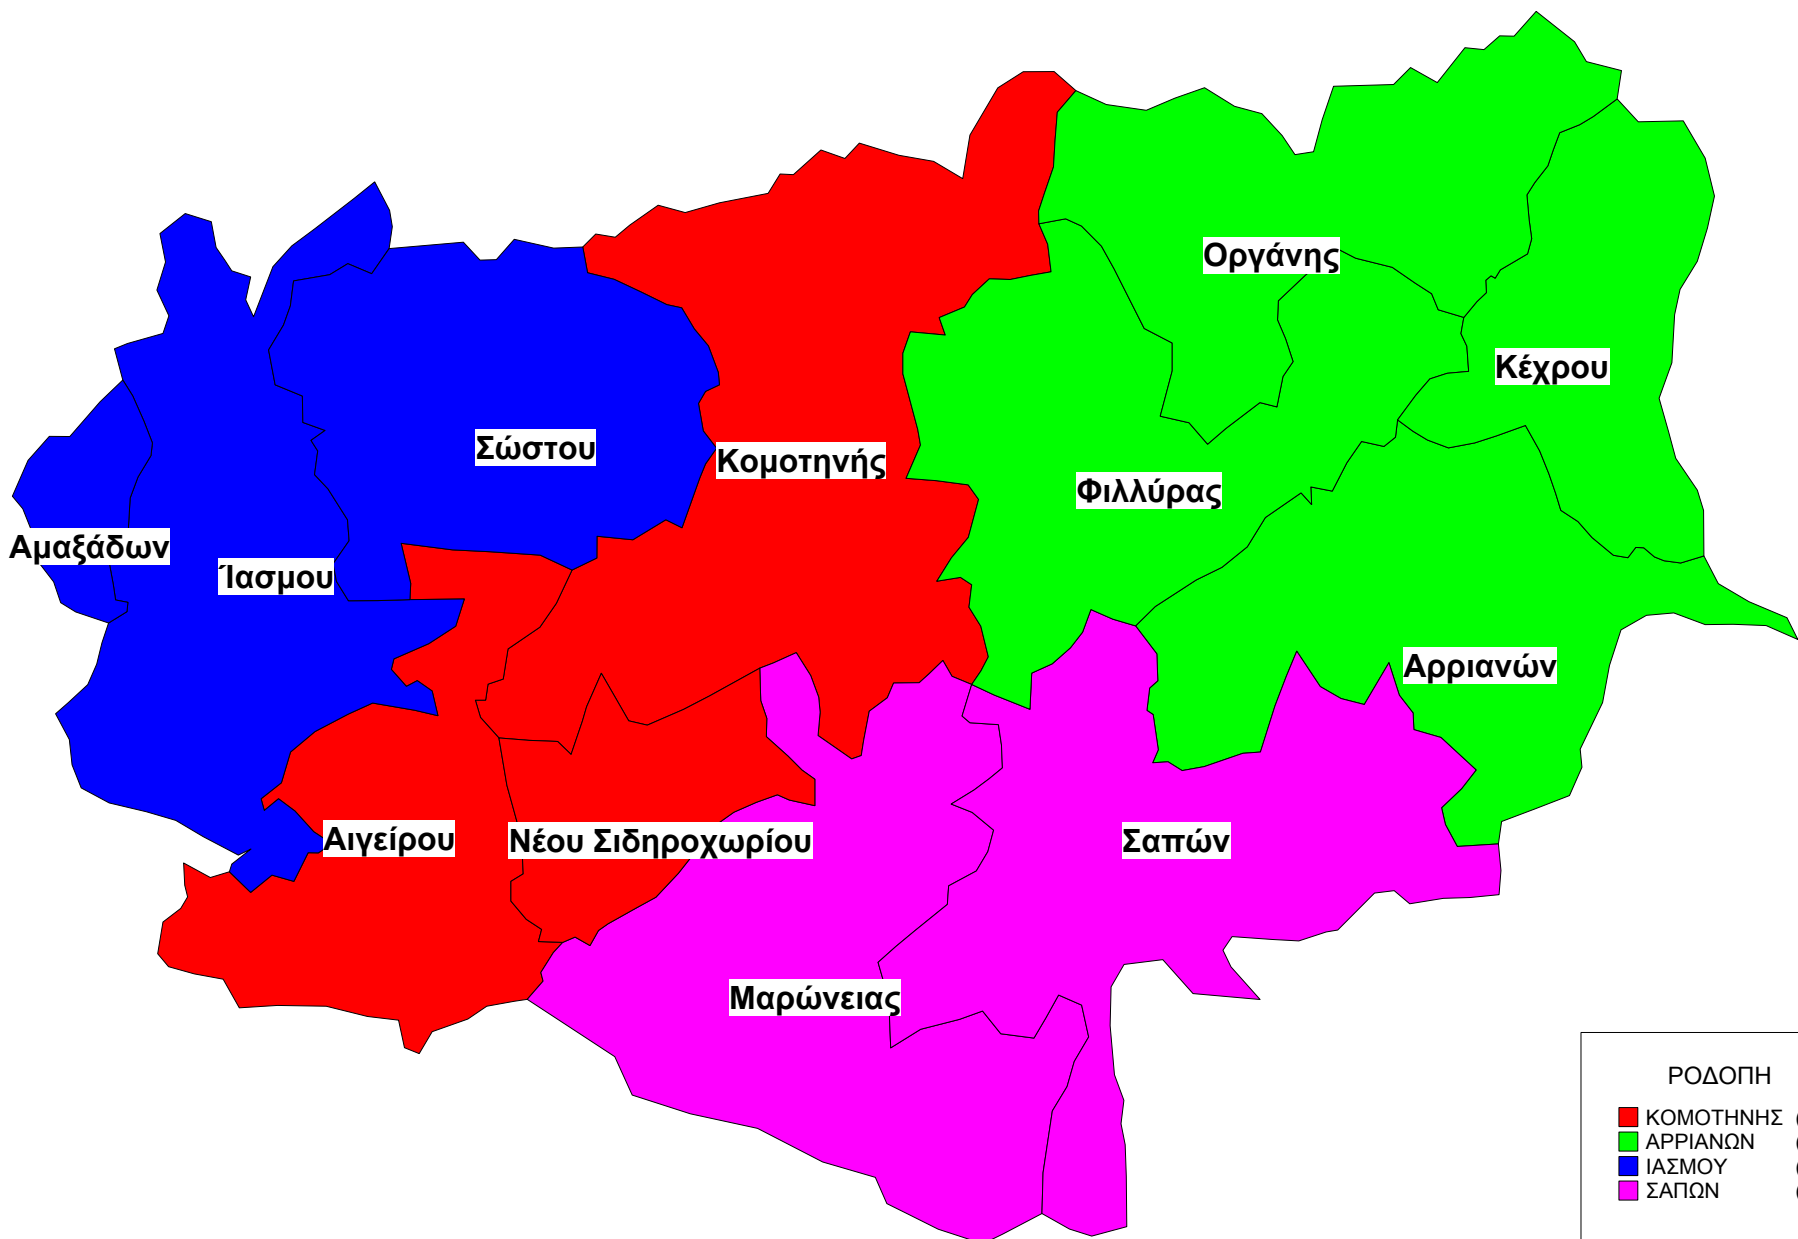 Οργάνης
Κέχρου
Σώστου
Κομοτηνής
Φιλλύρας
Αμαξάδων
Ίασμου
Αρριανών
Αιγείρου
Νέου Σιδηροχωρίου
Σαπών
Μαρώνειας
ΡΟΔΟΠΗ
ΚΟΜΟΤΗΝΗΣ (
ΑΡΡΙΑΝΩΝ (
ΙΑΣΜΟΥ (
ΣΑΠΩΝ (